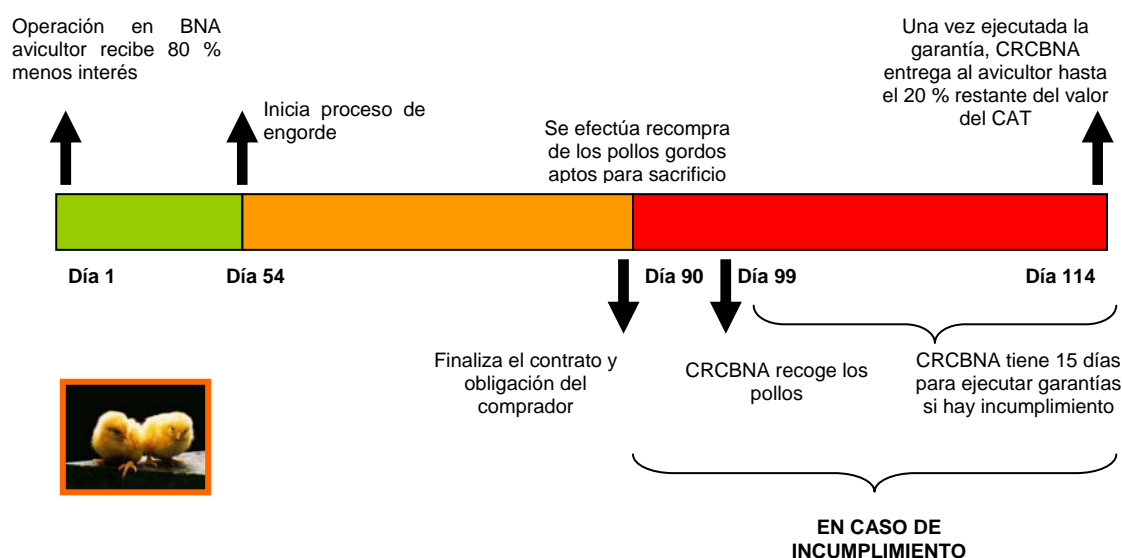 Operación en BNA
avicultor recibe 80 %
menos interés
Inicia proceso de
engorde
Se efectúa recompra
de los pollos gordos
aptos para sacrificio
Una vez ejecutada la
garantía, CRCBNA
entrega al avicultor hasta
el 20 % restante del valor
del CAT
Día 1
Día 54
Día 90
Día 99
Día 114
Finaliza el contrato y
obligación del
comprador
CRCBNA recoge los
pollos
CRCBNA tiene 15 días
para ejecutar garantías
si hay incumplimiento
EN CASO DE
INCUMPLIMIENTO